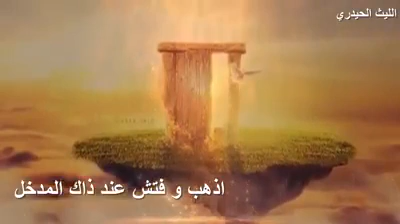 الليث الحيدري
اذهب و فتش عند ذاك المدخل